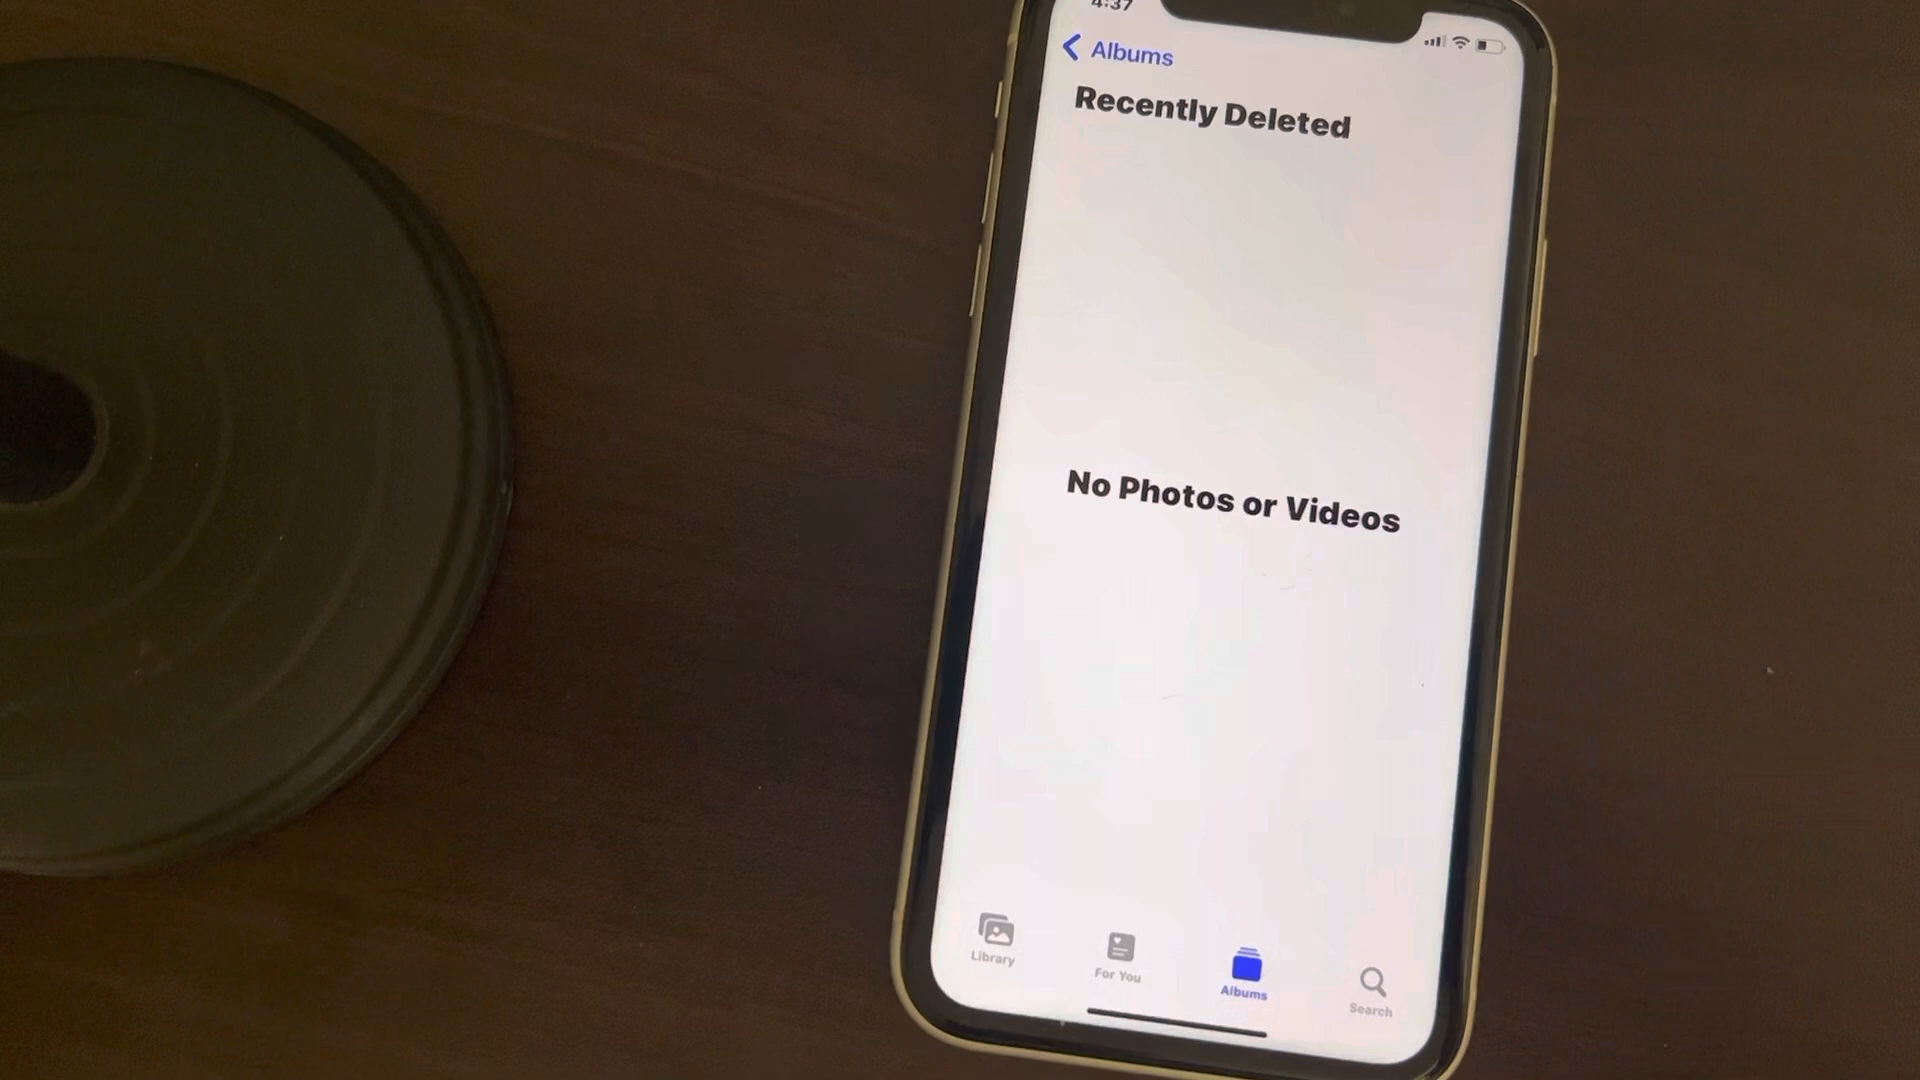 4:37
Albums
Recently Deleted
No Photos or Videos
Library
For You
Albums
Search